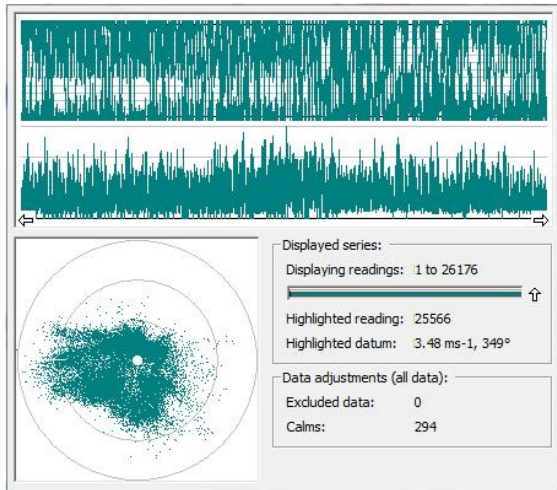 Displayed series:
Displaying readings: 1 to 26176
Highlighted reading: 25566
Highlighted datum: 3.48 ms-1, 349°
Data adjustments (all data):
Excluded data: 0
Calms: 294